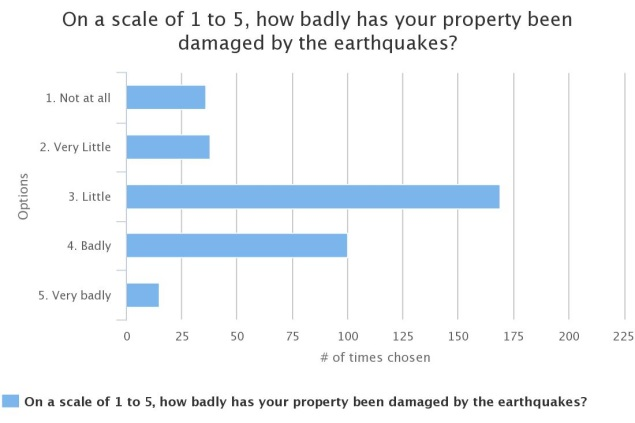 On a scale of 1 to 5, how badly has your property been
damaged by the earthquakes?
1. Not at all
2. Very Little
3. Little
4. Badly
5. Very badly
Options
0 25 50 75 100 125 150 175 200 225
# of times chosen
On a scale of 1 to 5, how badly has your property been damaged by the earthquakes?